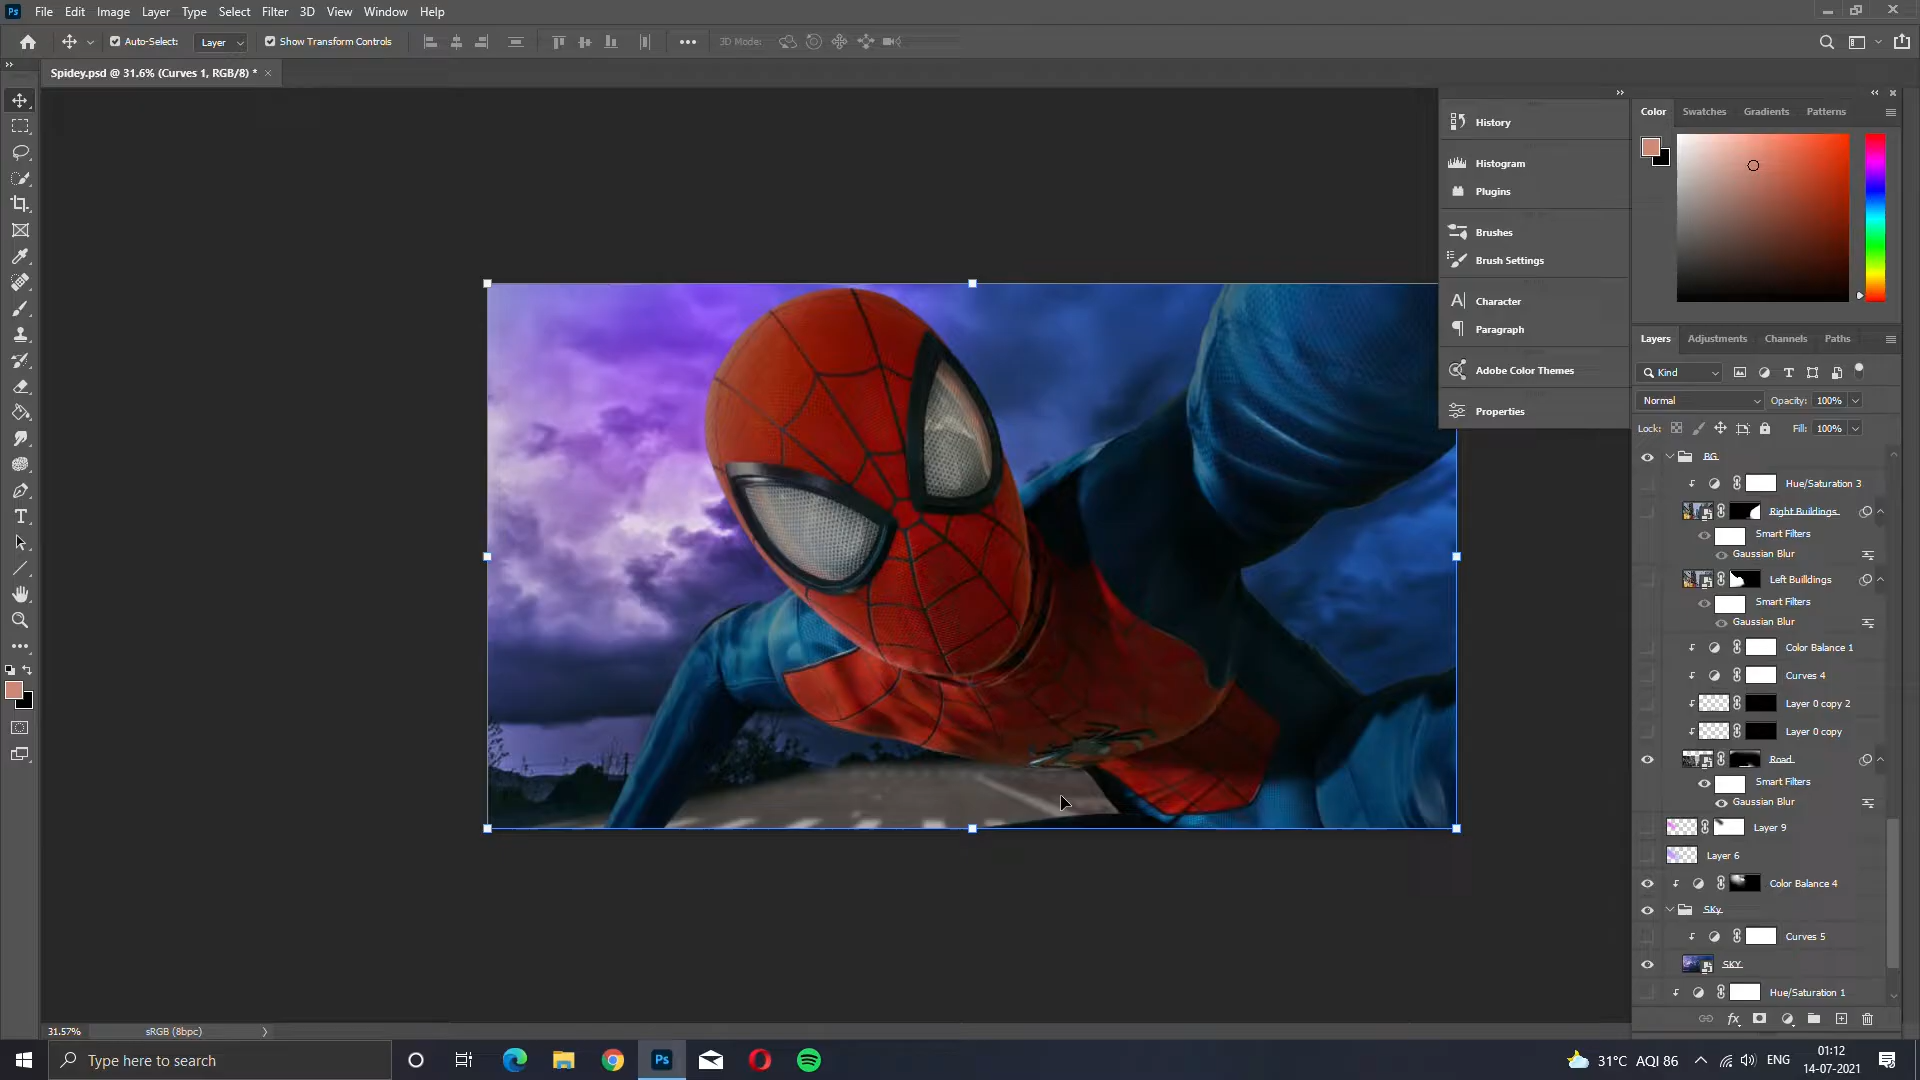 Ps File Edit Image Layer Type Select Filter 3D View Window Help
Auto-Select: Layer Show Transform Controls 3D Mode:
Spidey.psd @ 31.6% (Curves 1, RGB/8) *
History
Histogram
Plugins
Brushes
Brush Settings
Character
Paragraph
Adobe Color Themes
Properties
Color Swatches Gradients Patterns
Layers Adjustments Channels Paths
Kind
Normal Opacity: 100%
Lock: Fill: 100%
BG
Hue/Saturation 3
Right Buildings
Smart Filters
Gaussian Blur
Left Builldings
Smart Filters
Gaussian Blur
Color Balance 1
Curves 4
Layer 0 copy 2
Layer 0 copy
Road
Smart Filters
Gaussian Blur
Layer 9
Layer 6
Color Balance 4
SKy
Curves 5
SKY
Hue/Saturation 1
31.57% sRGB (8bpc)
Type here to search
Ps
31°C AQI 86 ENG
01:12
14-07-2021